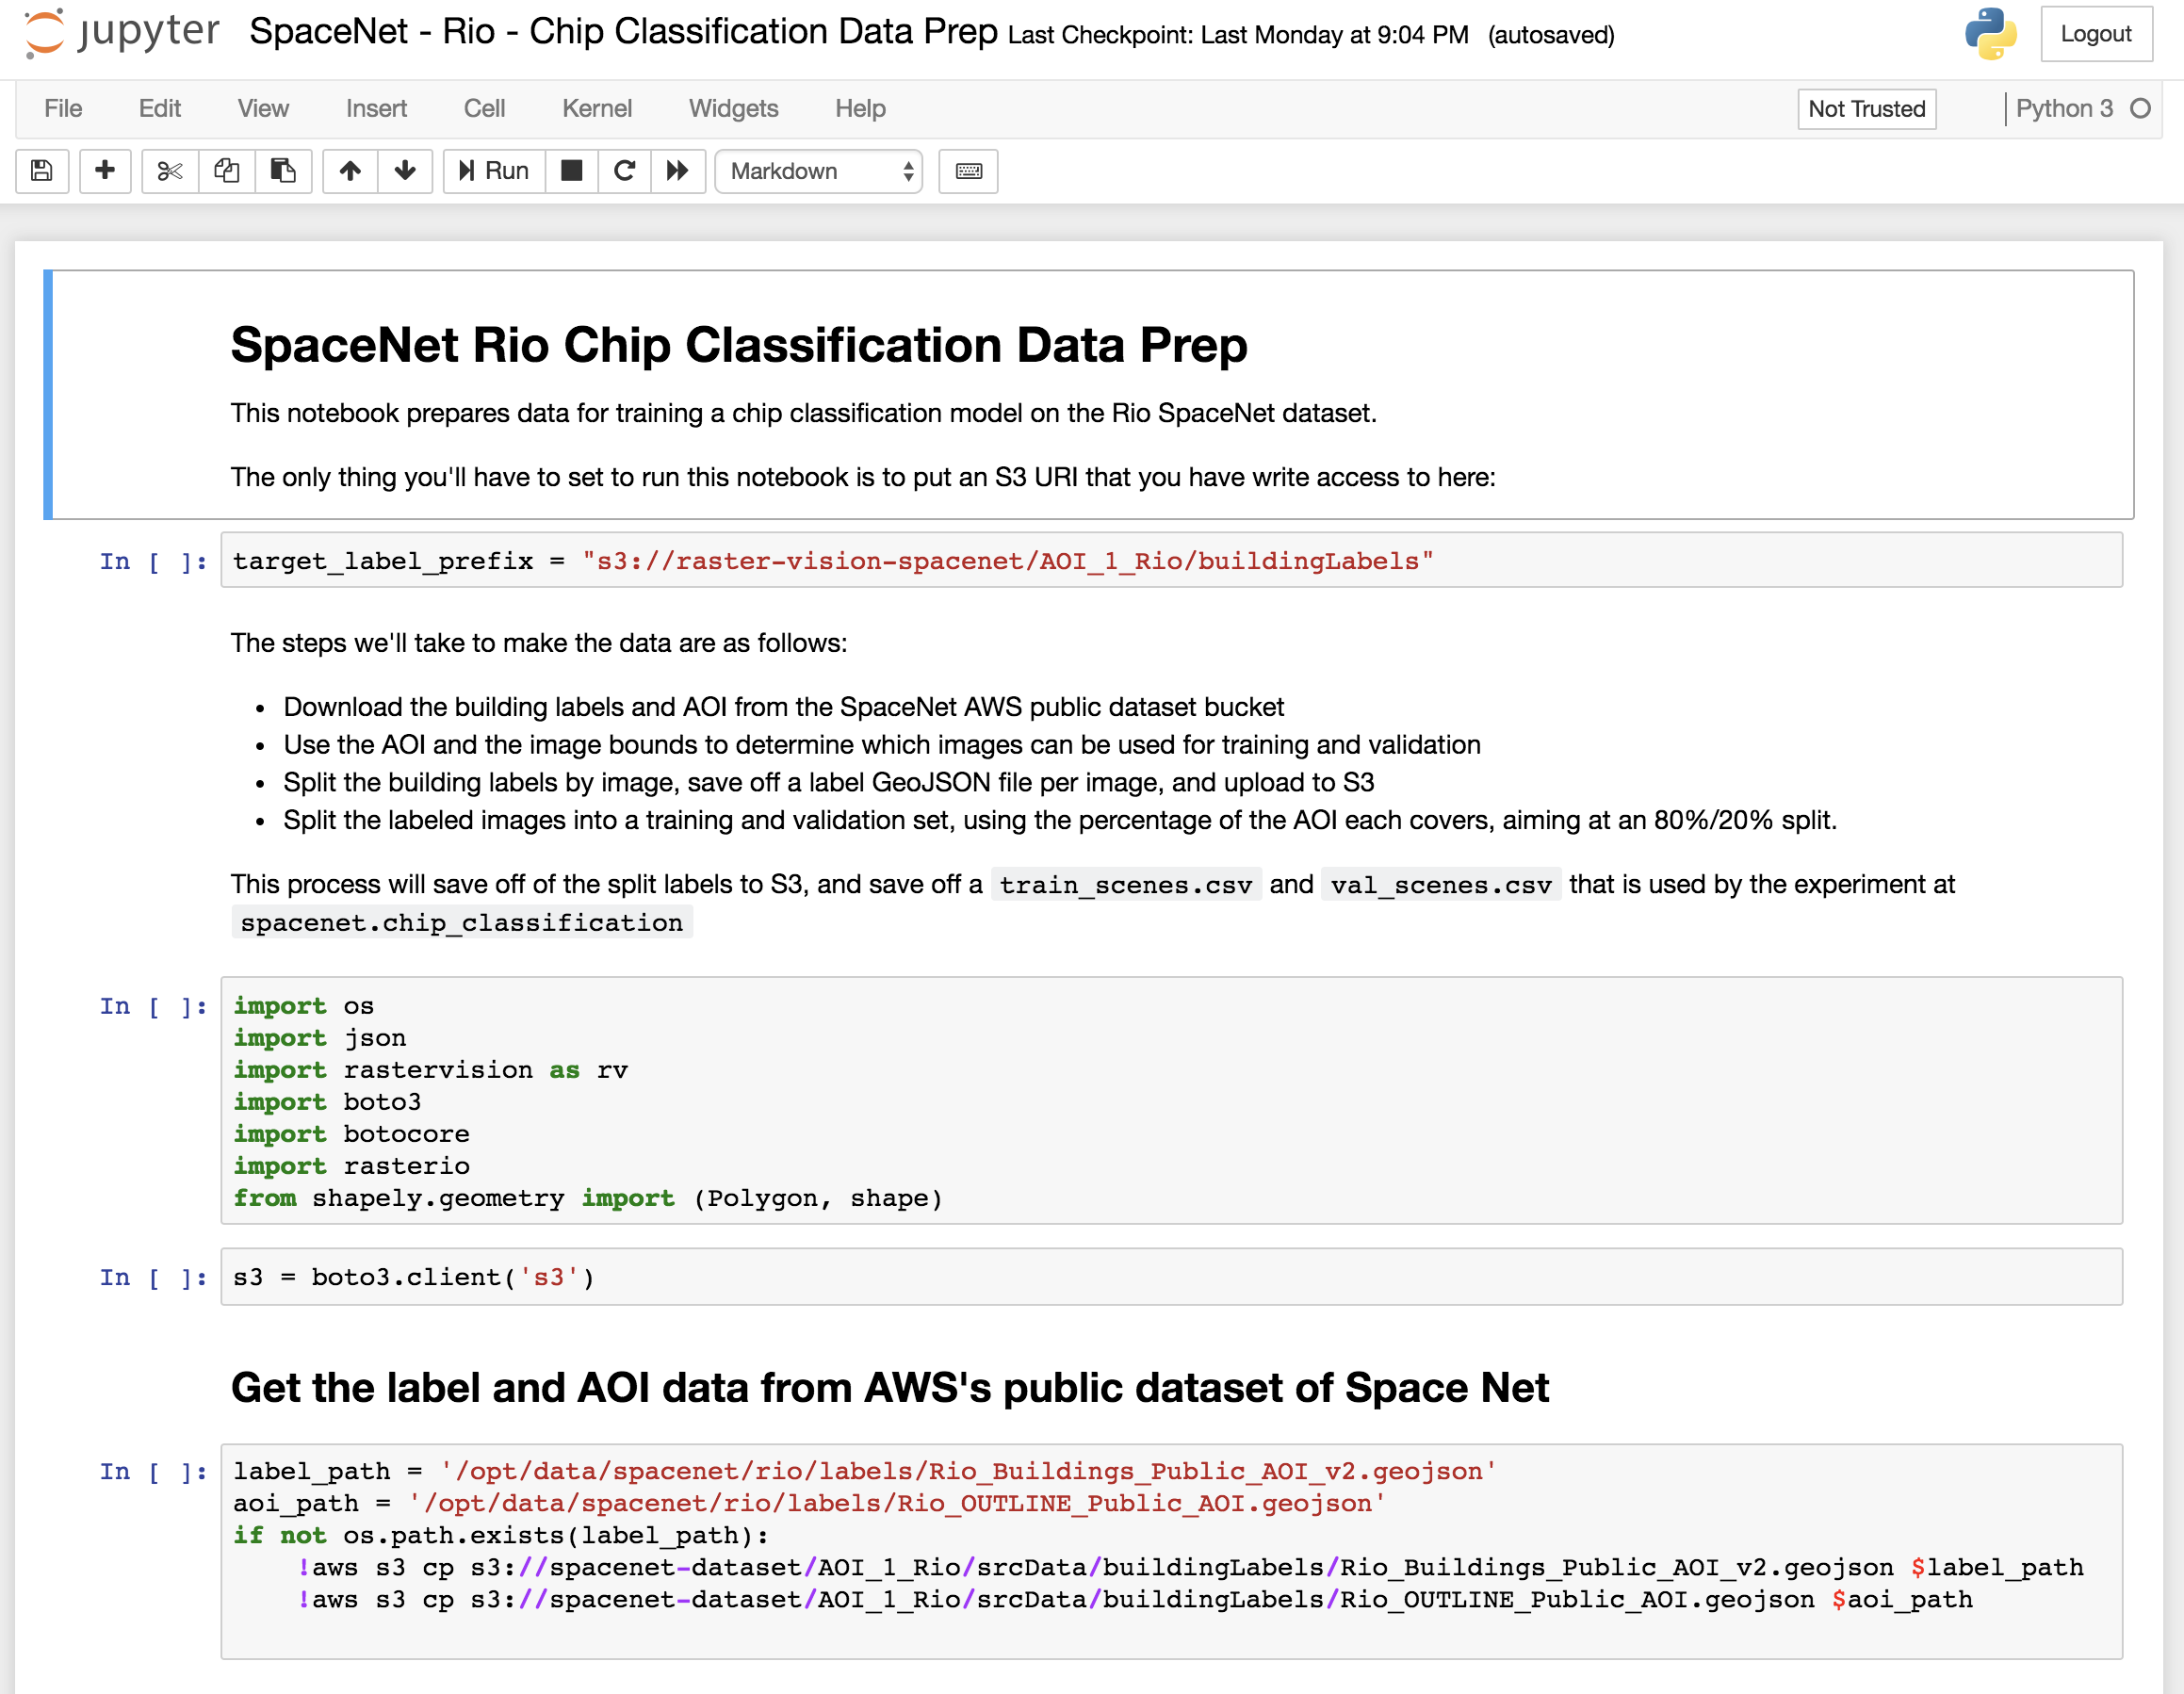 jupyter SpaceNet - Rio - Chip Classification Data Prep Last Checkpoint: Last Monday at 9:04 PM (autosaved) Logout
File Edit View Insert Cell Kernel Widgets Help Not Trusted Python 3
Run Markdown
SpaceNet Rio Chip Classification Data Prep
This notebook prepares data for training a chip classification model on the Rio SpaceNet dataset.
The only thing you'll have to set to run this notebook is to put an S3 URI that you have write access to here:
In [ ]: target_label_prefix = "s3://raster-vision-spacenet/AOI_1_Rio/buildingLabels"
The steps we'll take to make the data are as follows:
• Download the building labels and AOI from the SpaceNet AWS public dataset bucket
• Use the AOI and the image bounds to determine which images can be used for training and validation
• Split the building labels by image, save off a label GeoJSON file per image, and upload to S3
• Split the labeled images into a training and validation set, using the percentage of the AOI each covers, aiming at an 80%/20% split.
This process will save off of the split labels to S3, and save off a train_scenes.csv and val_scenes.csv that is used by the experiment at
spacenet.chip_classification
In [ ]: import os
import json
import rastervision as rv
import boto3
import botocore
import rasterio
from shapely.geometry import (Polygon, shape)
In [ ]: s3 = boto3.client('s3')
Get the label and AOI data from AWS's public dataset of Space Net
In [ ]: label_path = '/opt/data/spacenet/rio/labels/Rio_Buildings_Public_AOI_v2.geojson'
aoi_path = '/opt/data/spacenet/rio/labels/Rio_OUTLINE_Public_AOI.geojson'
if not os.path.exists(label_path):
    !aws s3 cp s3://spacenet-dataset/AOI_1_Rio/srcData/buildingLabels/Rio_Buildings_Public_AOI_v2.geojson $label_path
    !aws s3 cp s3://spacenet-dataset/AOI_1_Rio/srcData/buildingLabels/Rio_OUTLINE_Public_AOI.geojson $aoi_path